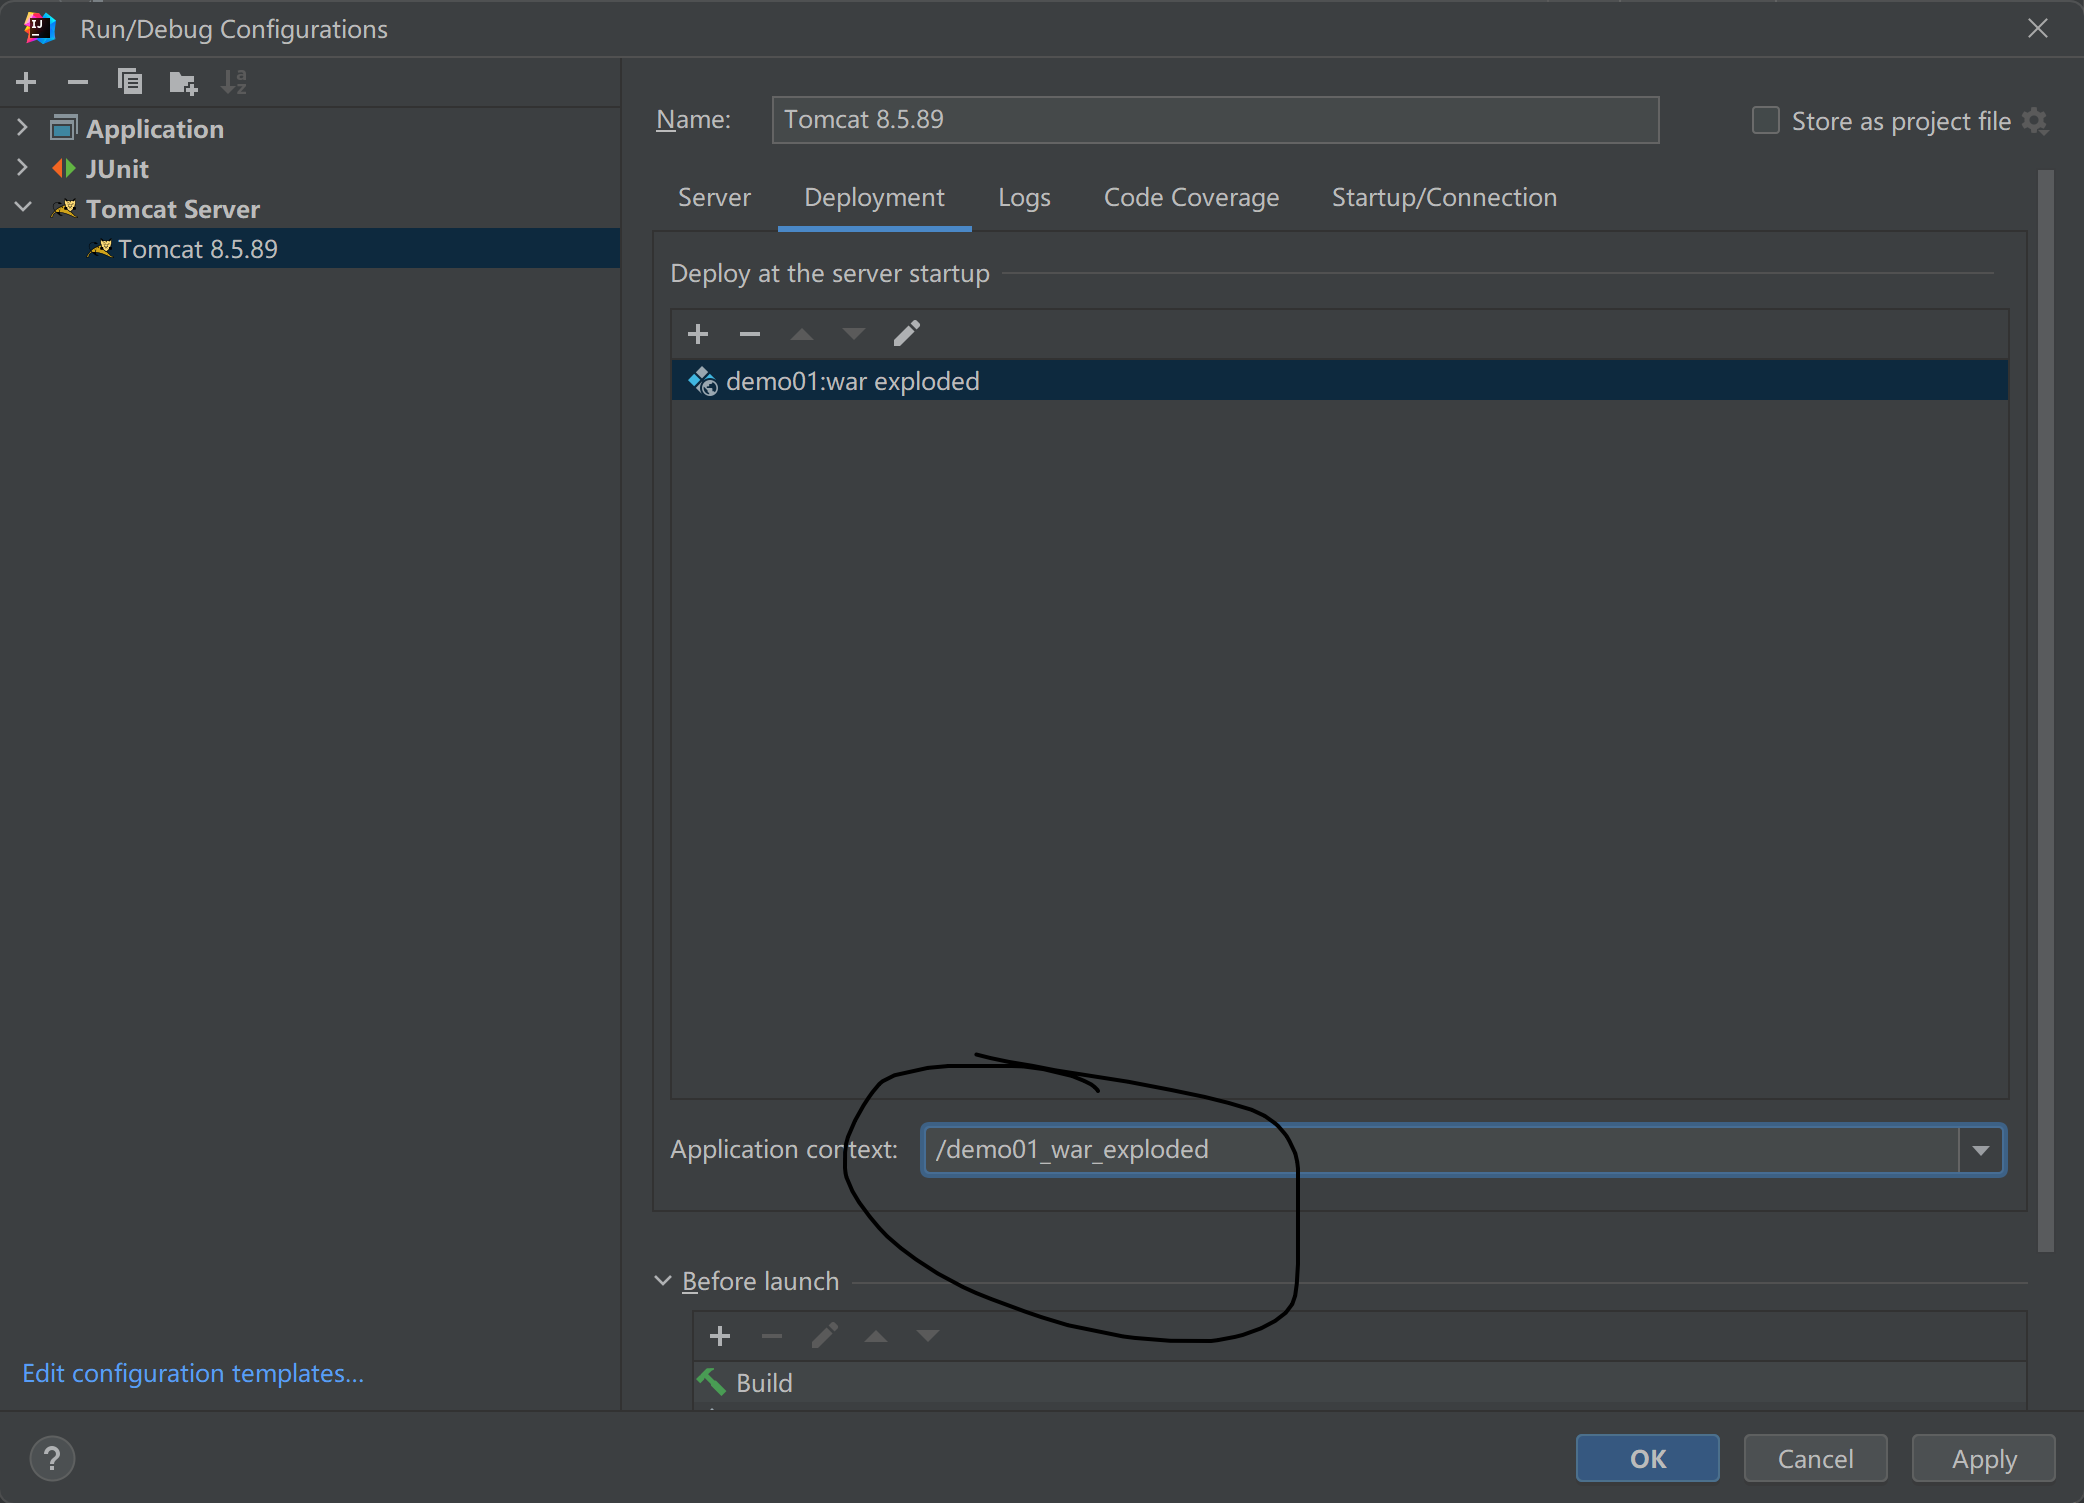 Run/Debug Configurations
Application
JUnit
Tomcat Server
Tomcat 8.5.89
Edit configuration templates...
Name: Tomcat 8.5.89 Store as project file
Server Deployment Logs Code Coverage Startup/Connection
Deploy at the server startup
demo01:war exploded
Application context: /demo01_war_exploded
Before launch
Build
? OK Cancel Apply